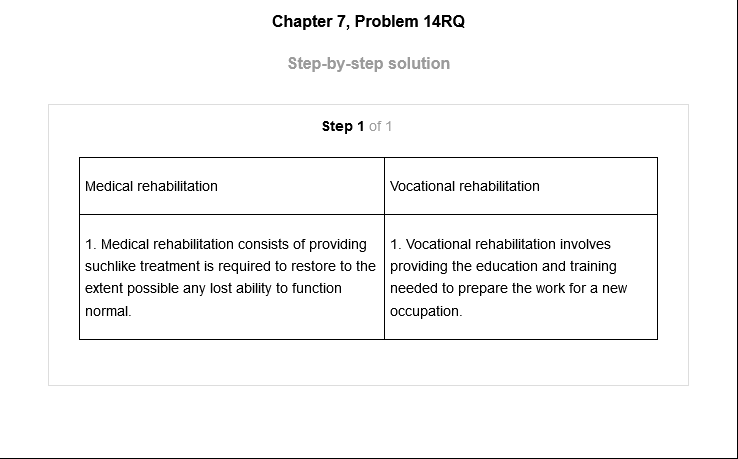 Chapter 7, Problem 14RQ
Step-by-step solution
Step 1 of 1
Medical rehabilitation
Vocational rehabilitation
1. Medical rehabilitation consists of providing
suchlike treatment is required to restore to the
extent possible any lost ability to function
normal.
1. Vocational rehabilitation involves
providing the education and training
needed to prepare the work for a new
occupation.